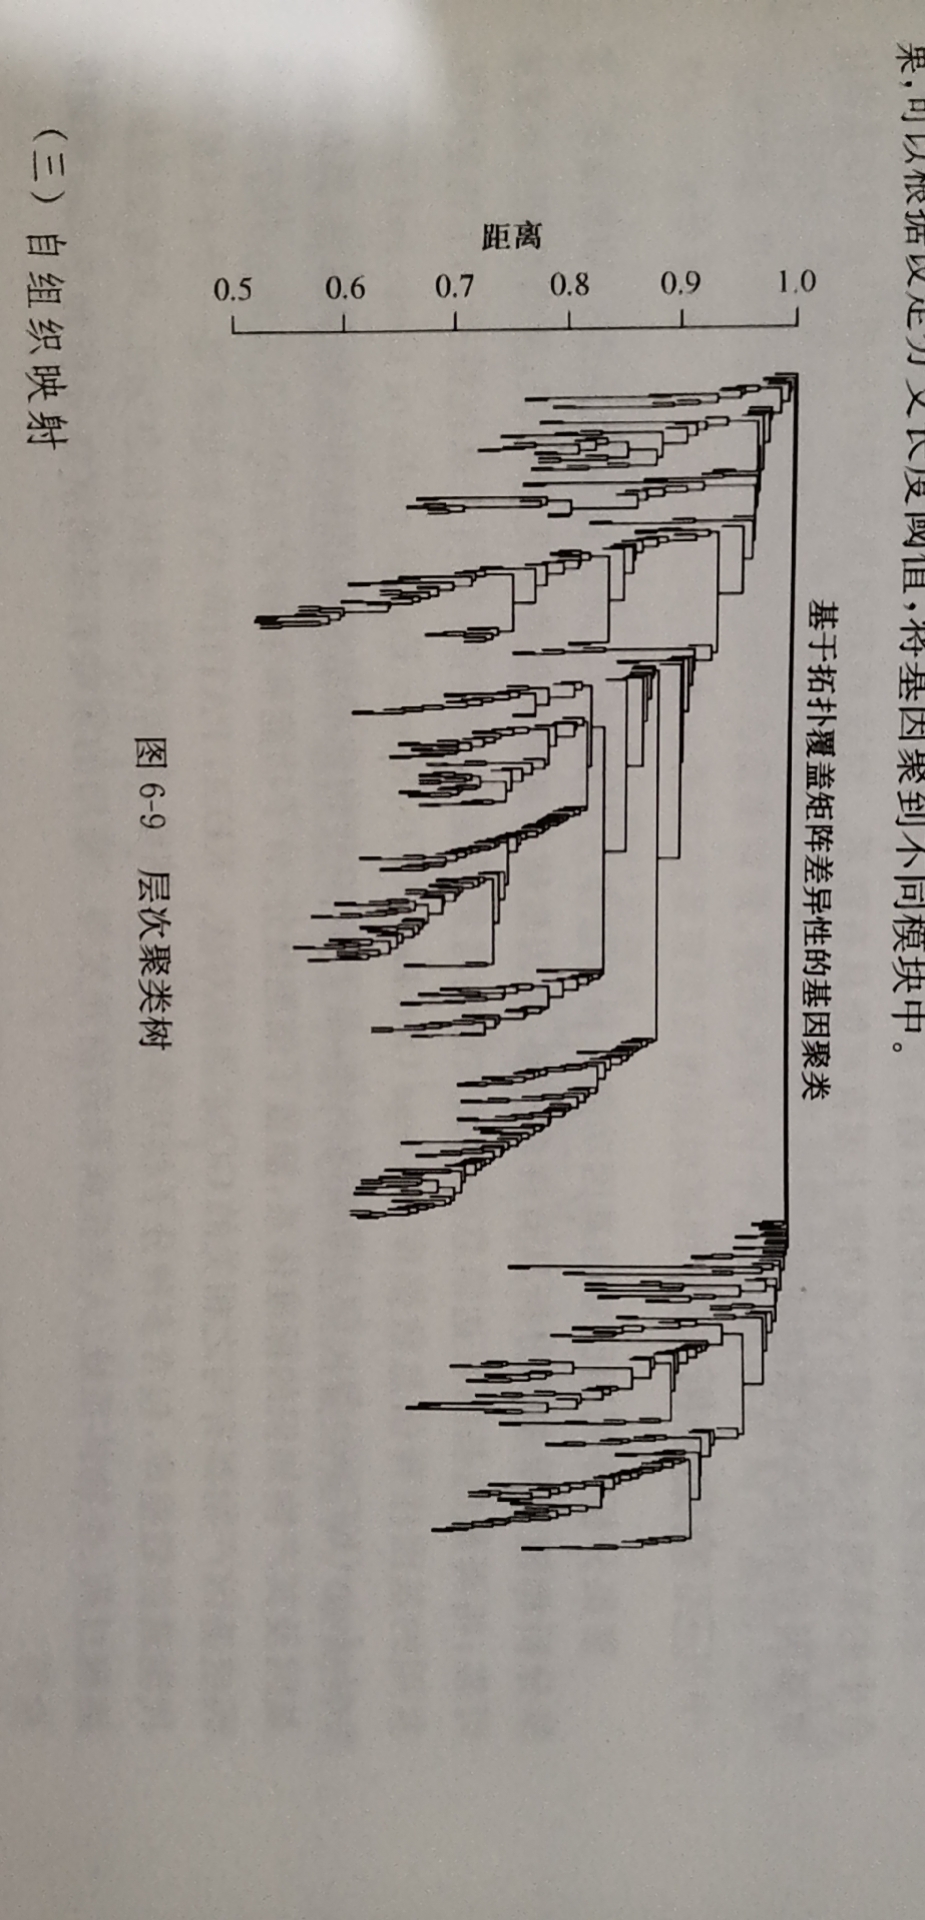 果，可以根据设定分支长度阈值，将基因聚到不同模块中。
基于拓扑覆盖矩阵差异性的基因聚类
1.0
0.9
0.8
0.7
0.6
0.5
距离
图 6-9 层次聚类树
（三）自组织映射